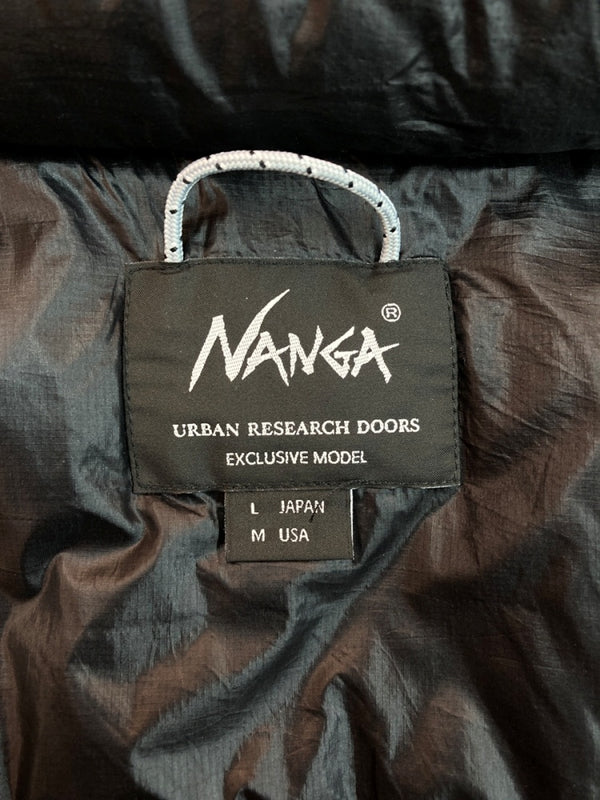 NANGA ®
URBAN RESEARCH DOORS
EXCLUSIVE MODEL
L JAPAN
M USA